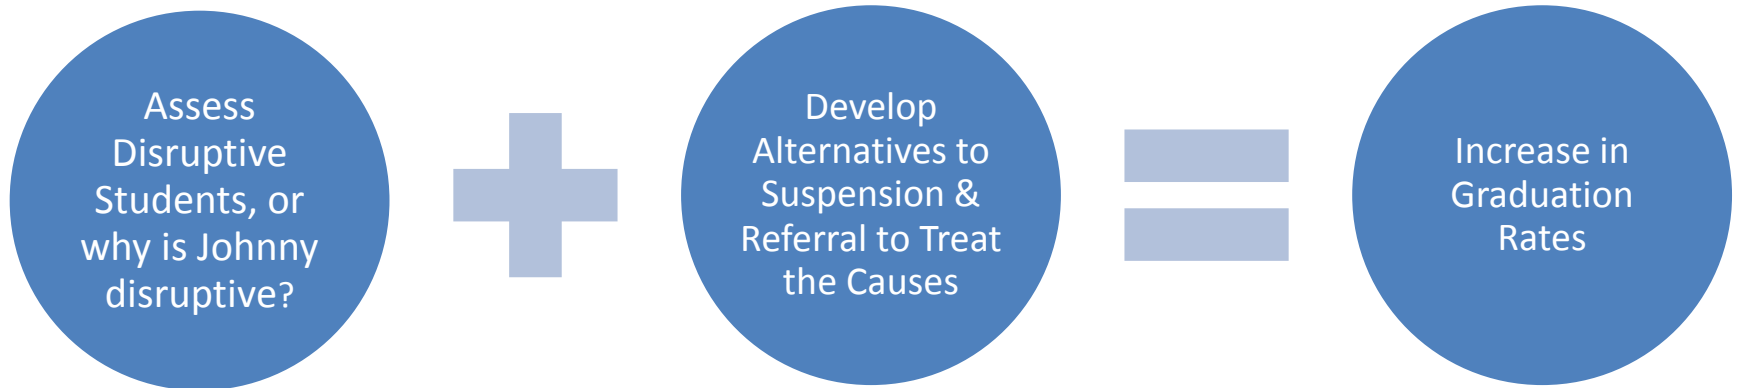 Assess
Disruptive
Students, or
why is Johnny
disruptive?
Develop
Alternatives to
Suspension &
Referral to Treat
the Causes
Increase in
Graduation
Rates